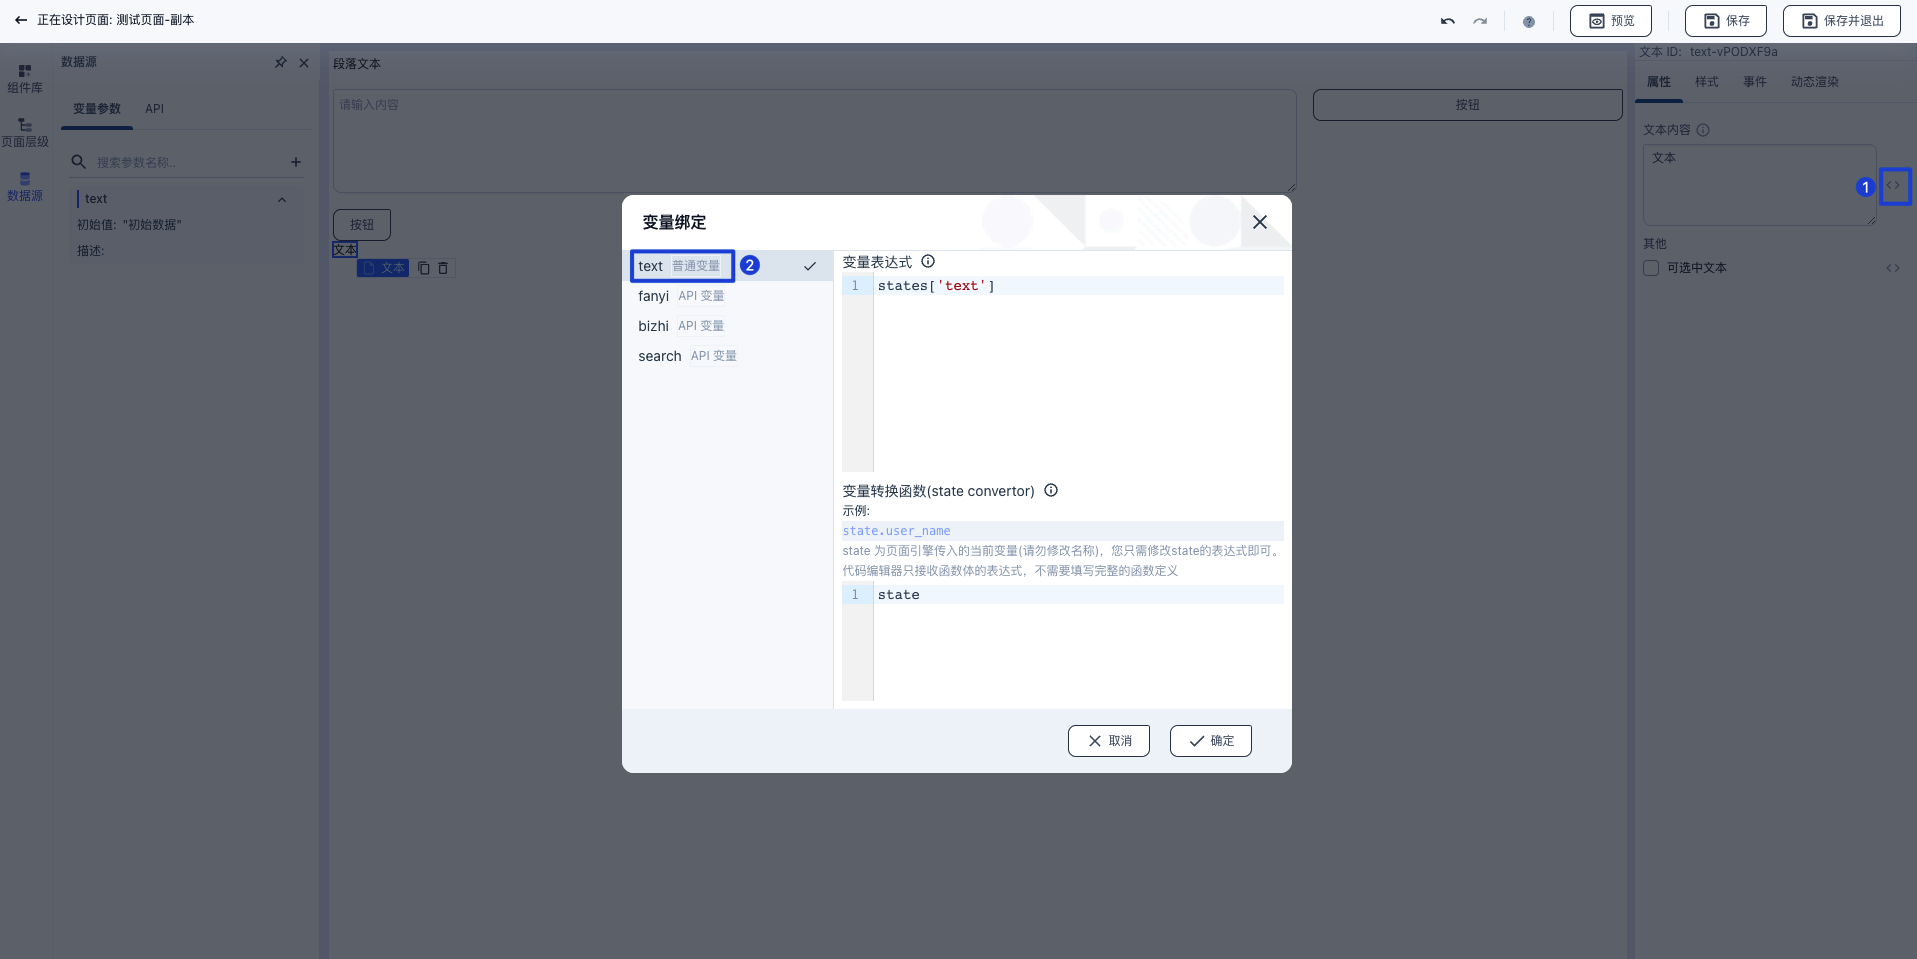 正在设计页面: 测试页面-副本
预览
保存
保存并退出
组件库
页面层级
数据源
数据源
变量参数
API
搜索参数名称..
text
初始值: "初始数据"
描述:
段落文本
请输入内容
按钮
按钮
文本
文本
变量绑定
text 普通变量
2
fanyi API 变量
bizhi API 变量
search API 变量
变量表达式
1 states['text']
变量转换函数(state convertor)
示例:
state.user_name
state 为页面引擎传入的当前变量(请勿修改名称)，您只需修改state的表达式即可。
代码编辑器只接收函数体的表达式，不需要填写完整的函数定义
1 state
取消
确定
文本 ID: text-vPODXF9a
属性
样式
事件
动态渲染
文本内容
文本
1
其他
可选中文本